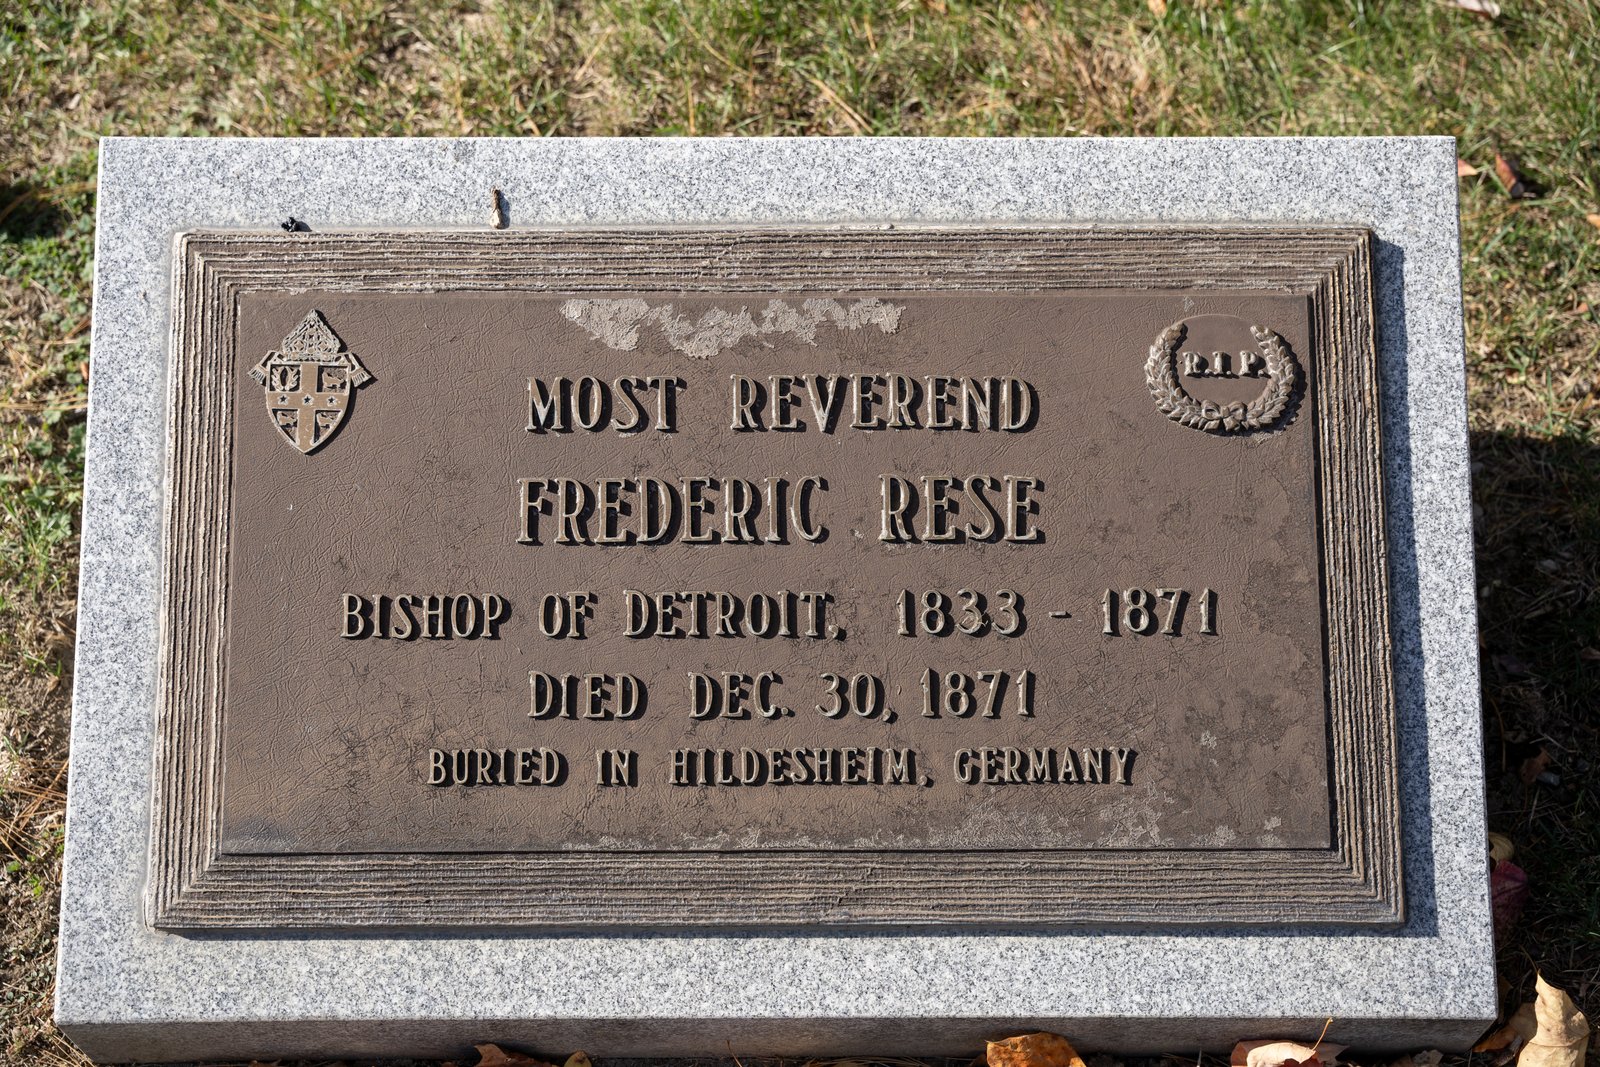 R.I.P.
MOST REVEREND
FREDERIC RESE
BISHOP OF DETROIT, 1833 - 1871
DIED DEC. 30, 1871
BURIED IN HILDESHEIM, GERMANY